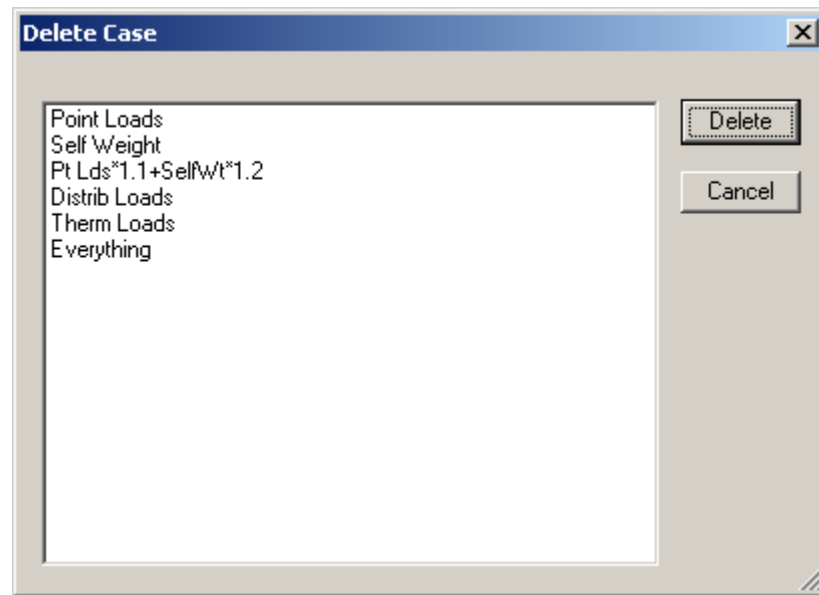 Delete Case
Point Loads
Self Weight
Pt Lds*1.1+SelfWt*1.2
Distrib Loads
Therm Loads
Everything
Delete
Cancel